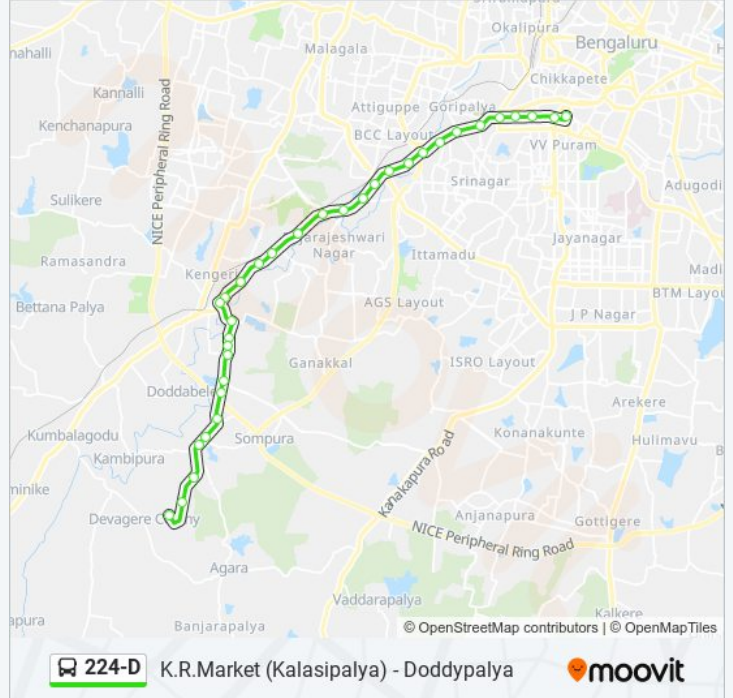 Okalipura
Bengaluru
nahalli
Malagala
Chikkapete
Kannalli
Attiguppe
Goripalya
Kenchanapura
BCC Layout
VV Puram
NICE Peripheral Ring Road
Srinagar
Adugodi
Sulikere
Jayanagar
arajeshwari
Nagar
Ittamadu
Ramasandra
Kengeri
Madi
BTM Layou
Bettana Palya
AGS Layout
J P Nagar
Ganakkal
ISRO Layout
Doddabele
Arekere
Kumbalagodu
Sompura
Konanakunte
Hulimavu
Kambipura
Kanakapura Road
minike
Devagere C
ny
Anjanapura
Gottigere
NICE Peripheral Ring Road
Agara
Vaddarapalya
Kalkere
apura
Banjarapalya
© OpenStreetMap contributors | © OpenMapTiles
224-D K.R.Market (Kalasipalya) - Doddypalya
moovit